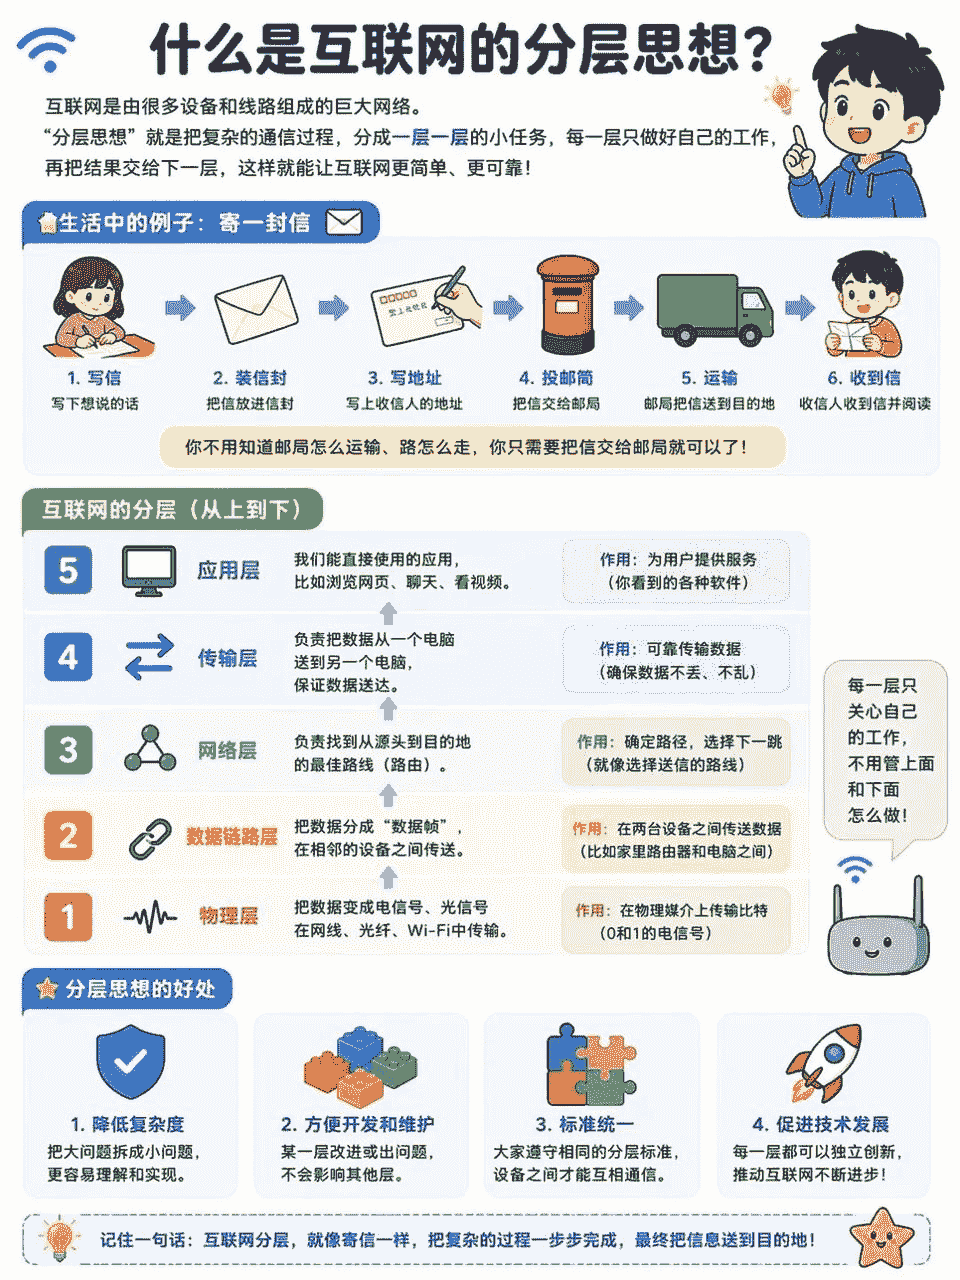 什么是互联网的分层思想？
互联网是由很多设备和线路组成的巨大网络。
“分层思想”就是把复杂的通信过程，分成一层一层的小任务，每一层只做好自己的工作，
再把结果交给下一层，这样就能让互联网更简单、更可靠！
生活中的例子：寄一封信
1. 写信
写下想说的话
2. 装信封
把信放进信封
3. 写地址
写上收信人的地址
4. 投邮筒
把信交给邮局
5. 运输
邮局把信送到目的地
6. 收到信
收信人收到信并阅读
你不用知道邮局怎么运输、路怎么走，你只需要把信交给邮局就可以了！
互联网的分层（从上到下）
5
应用层
我们能直接使用的应用，
比如浏览网页、聊天、看视频。
作用：为用户提供服务
（你看到的各种软件）
4
传输层
负责把数据从一个电脑
送到另一个电脑，
保证数据送达。
作用：可靠传输数据
（确保数据不丢、不乱）
3
网络层
负责找到从源头到目的地
的最佳路线（路由）。
作用：确定路径，选择下一跳
（就像选择送信的路线）
2
数据链路层
把数据分成“数据帧”，
在相邻的设备之间传送。
作用：在两台设备之间传送数据
（比如家里路由器和电脑之间）
1
物理层
把数据变成电信号、光信号
在网线、光纤、Wi-Fi中传输。
作用：在物理媒介上传输比特
（0和1的电信号）
每一层只
关心自己
的工作，
不用管上面
和下面
怎么做！
分层思想的好处
1. 降低复杂度
把大问题拆成小问题，
更容易理解和实现。
2. 方便开发和维护
某一层改进或出问题，
不会影响其他层。
3. 标准统一
大家遵守相同的分层标准，
设备之间才能互相通信。
4. 促进技术发展
每一层都可以独立创新，
推动互联网不断进步！
记住一句话：互联网分层，就像寄信一样，把复杂的过程一步步完成，最终把信息送到目的地！